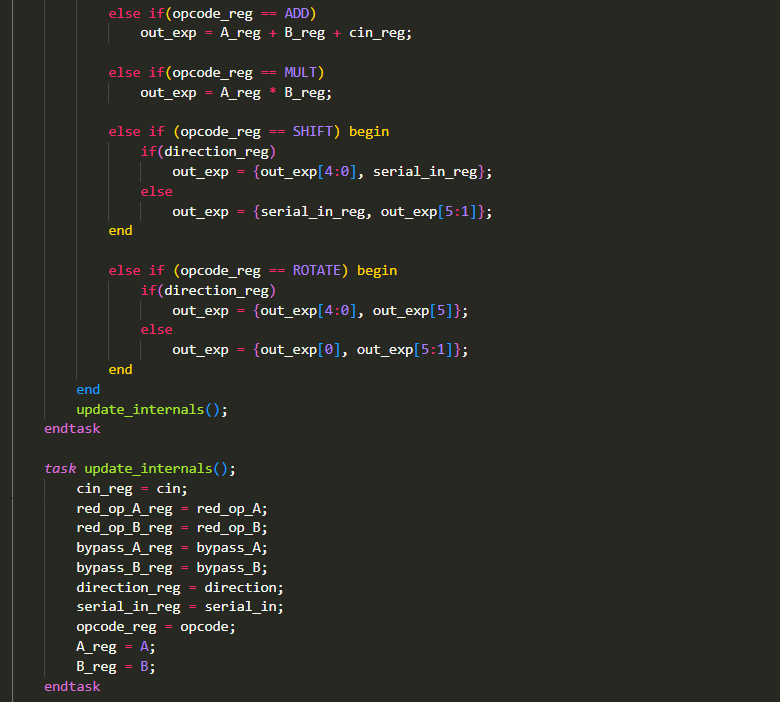 else if(opcode_reg == ADD)
out_exp = A_reg + B_reg + cin_reg;
else if(opcode_reg == MULT)
out_exp = A_reg * B_reg;
else if (opcode_reg == SHIFT) begin
if(direction_reg)
out_exp = {out_exp[4:0], serial_in_reg};
else
out_exp = {serial_in_reg, out_exp[5:1]};
end
else if (opcode_reg == ROTATE) begin
if(direction_reg)
out_exp = {out_exp[4:0], out_exp[5]};
else
out_exp = {out_exp[0], out_exp[5:1]};
end
end
update_internals();
endtask
task update_internals();
cin_reg = cin;
red_op_A_reg = red_op_A;
red_op_B_reg = red_op_B;
bypass_A_reg = bypass_A;
bypass_B_reg = bypass_B;
direction_reg = direction;
serial_in_reg = serial_in;
opcode_reg = opcode;
A_reg = A;
B_reg = B;
endtask